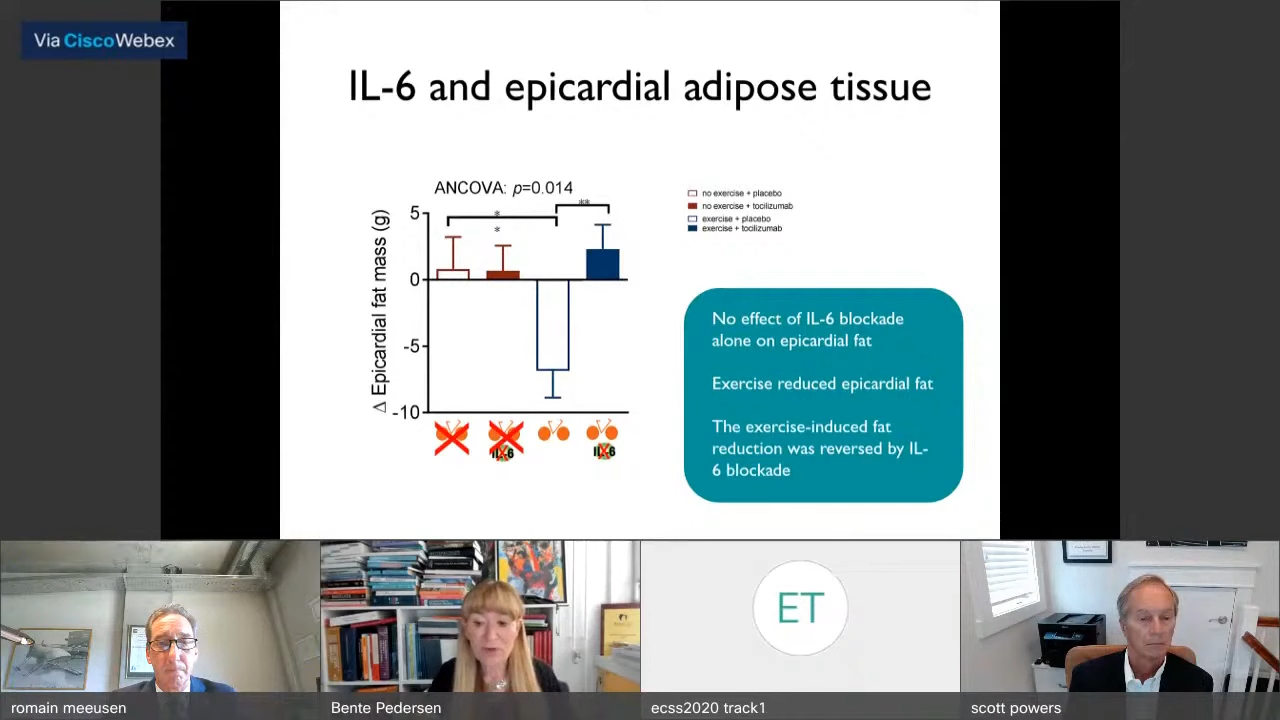 Via CiscoWebex
IL-6 and epicardial adipose tissue
ANCOVA: p=0.014
Δ Epicardial fat mass (g)
5
0
-5
-10
*
*
**
IL-6
IL-6
no exercise + placebo
no exercise + tocilizumab
exercise + placebo
exercise + tocilizumab
No effect of IL-6 blockade
alone on epicardial fat
Exercise reduced epicardial fat
The exercise-induced fat
reduction was reversed by IL-
6 blockade
ET
romain meeusen
Bente Pedersen
ecss2020 track1
scott powers